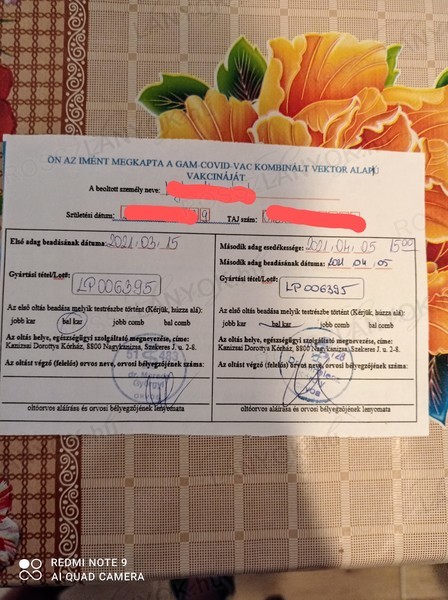 ÖN AZ IMÉNT MEGKAPTA A GAM-COVID-VAC KOMBINÁLT VEKTOR ALAPÚ
VAKCINÁJÁT
A beoltott személy neve:
Születési dátum: 9 TAJ szám:
Első adag beadásának dátuma: 2021.03.15
Gyártási tétel/Lot#: LP006395
Az első oltás beadása melyik testrészbe történt (Kérjük, húzza alá):
jobb kar bal kar jobb comb bal comb
Az oltás helye, egészségügyi szolgáltató megnevezése, címe:
Kanizsai Dorottya Kórház, 8800 Nagykanizsa, Szekeres J. u. 2-8.
Az oltást végző (felelős) orvos neve, orvosi bélyegzőjének száma:
oltóorvos aláírása és orvosi bélyegzőjének lenyomata
Második adag esedékessége: 2021.04.05 1500
Második adag beadásának dátuma: 2021.04.05
Gyártási tétel/Lot#: LP006395
Az első oltás beadása melyik testrészbe történt (Kérjük, húzza alá):
jobb kar bal kar jobb comb bal comb
Az oltás helye, egészségügyi szolgáltató megnevezése, címe:
Kanizsai Dorottya Kórház, 8800 Nagykanizsa, Szekeres J. u. 2-8.
Az oltást végző (felelős) orvos neve, orvosi bélyegzőjének száma:
oltóorvos aláírása és orvosi bélyegzőjének lenyomata
REDMI NOTE 9
AI QUAD CAMERA